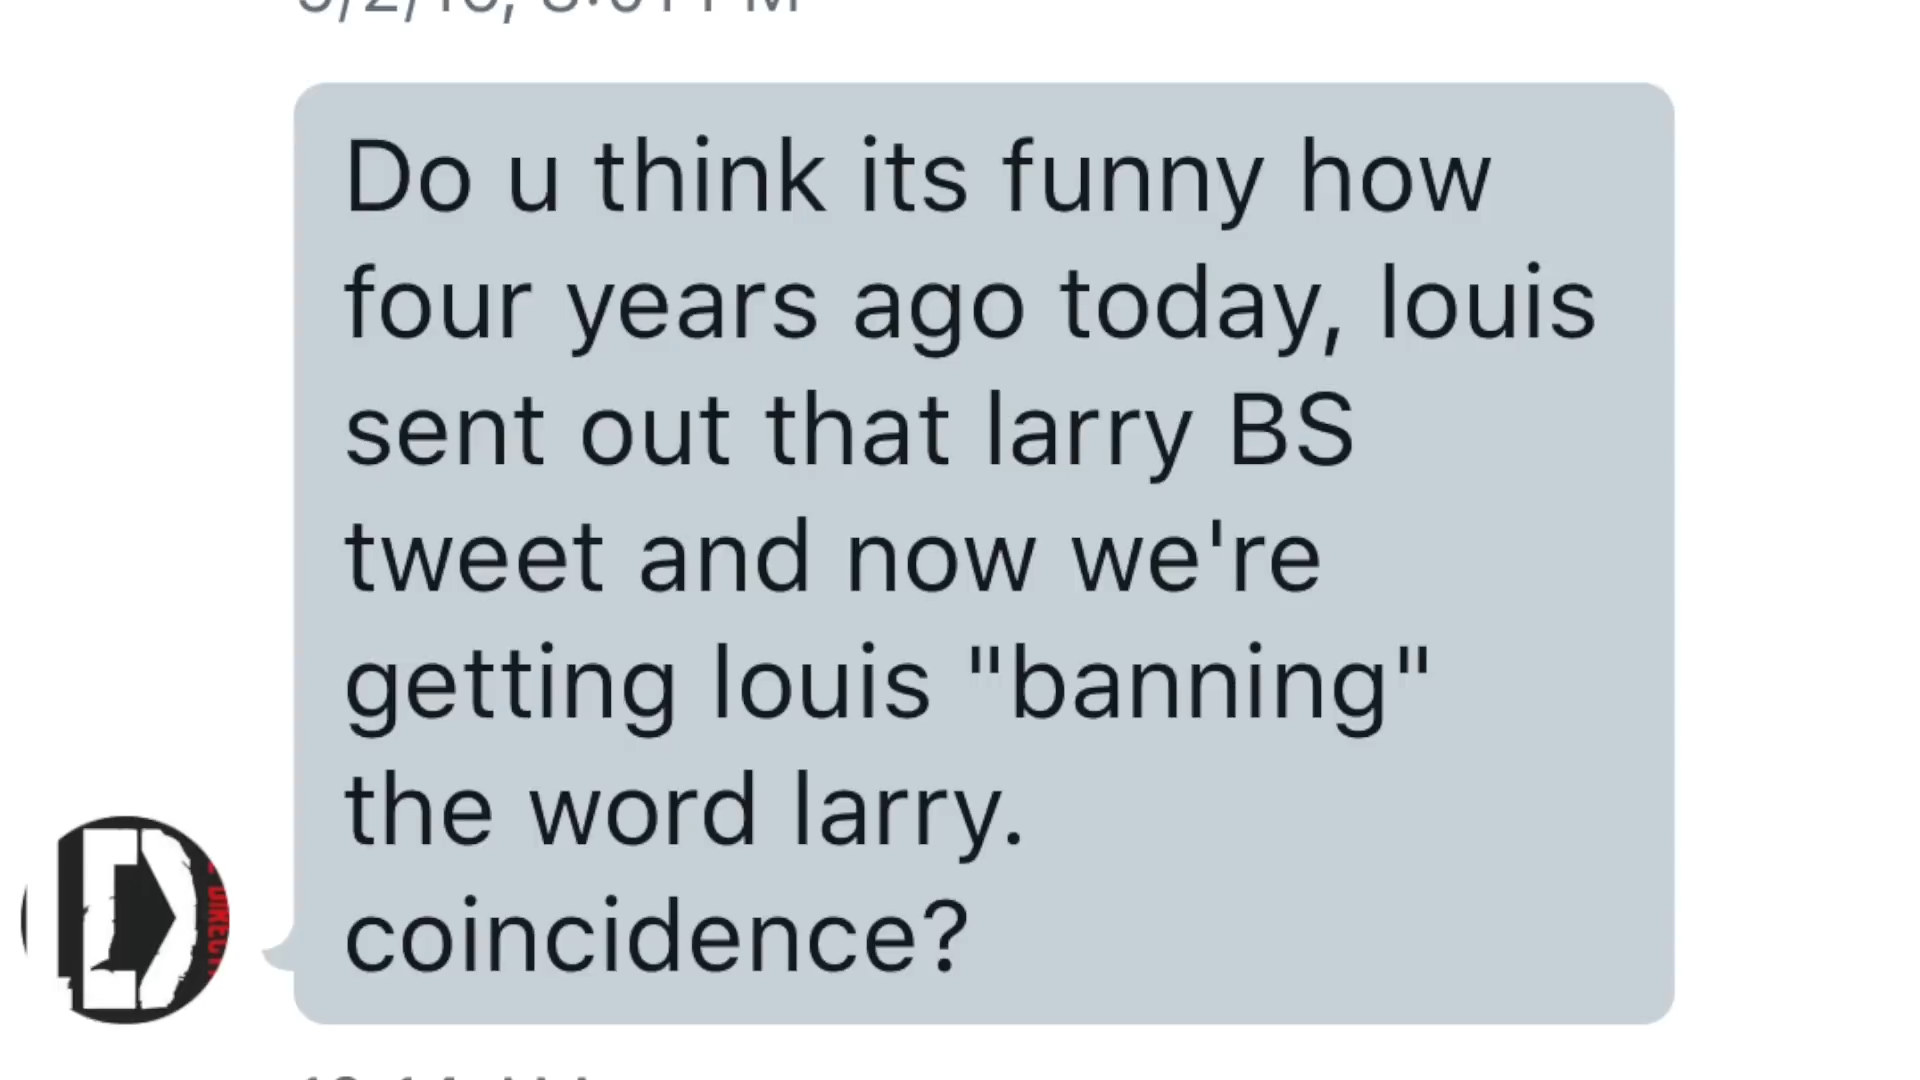 Do u think its funny how
four years ago today, louis
sent out that larry BS
tweet and now we're
getting louis "banning"
the word larry.
coincidence?